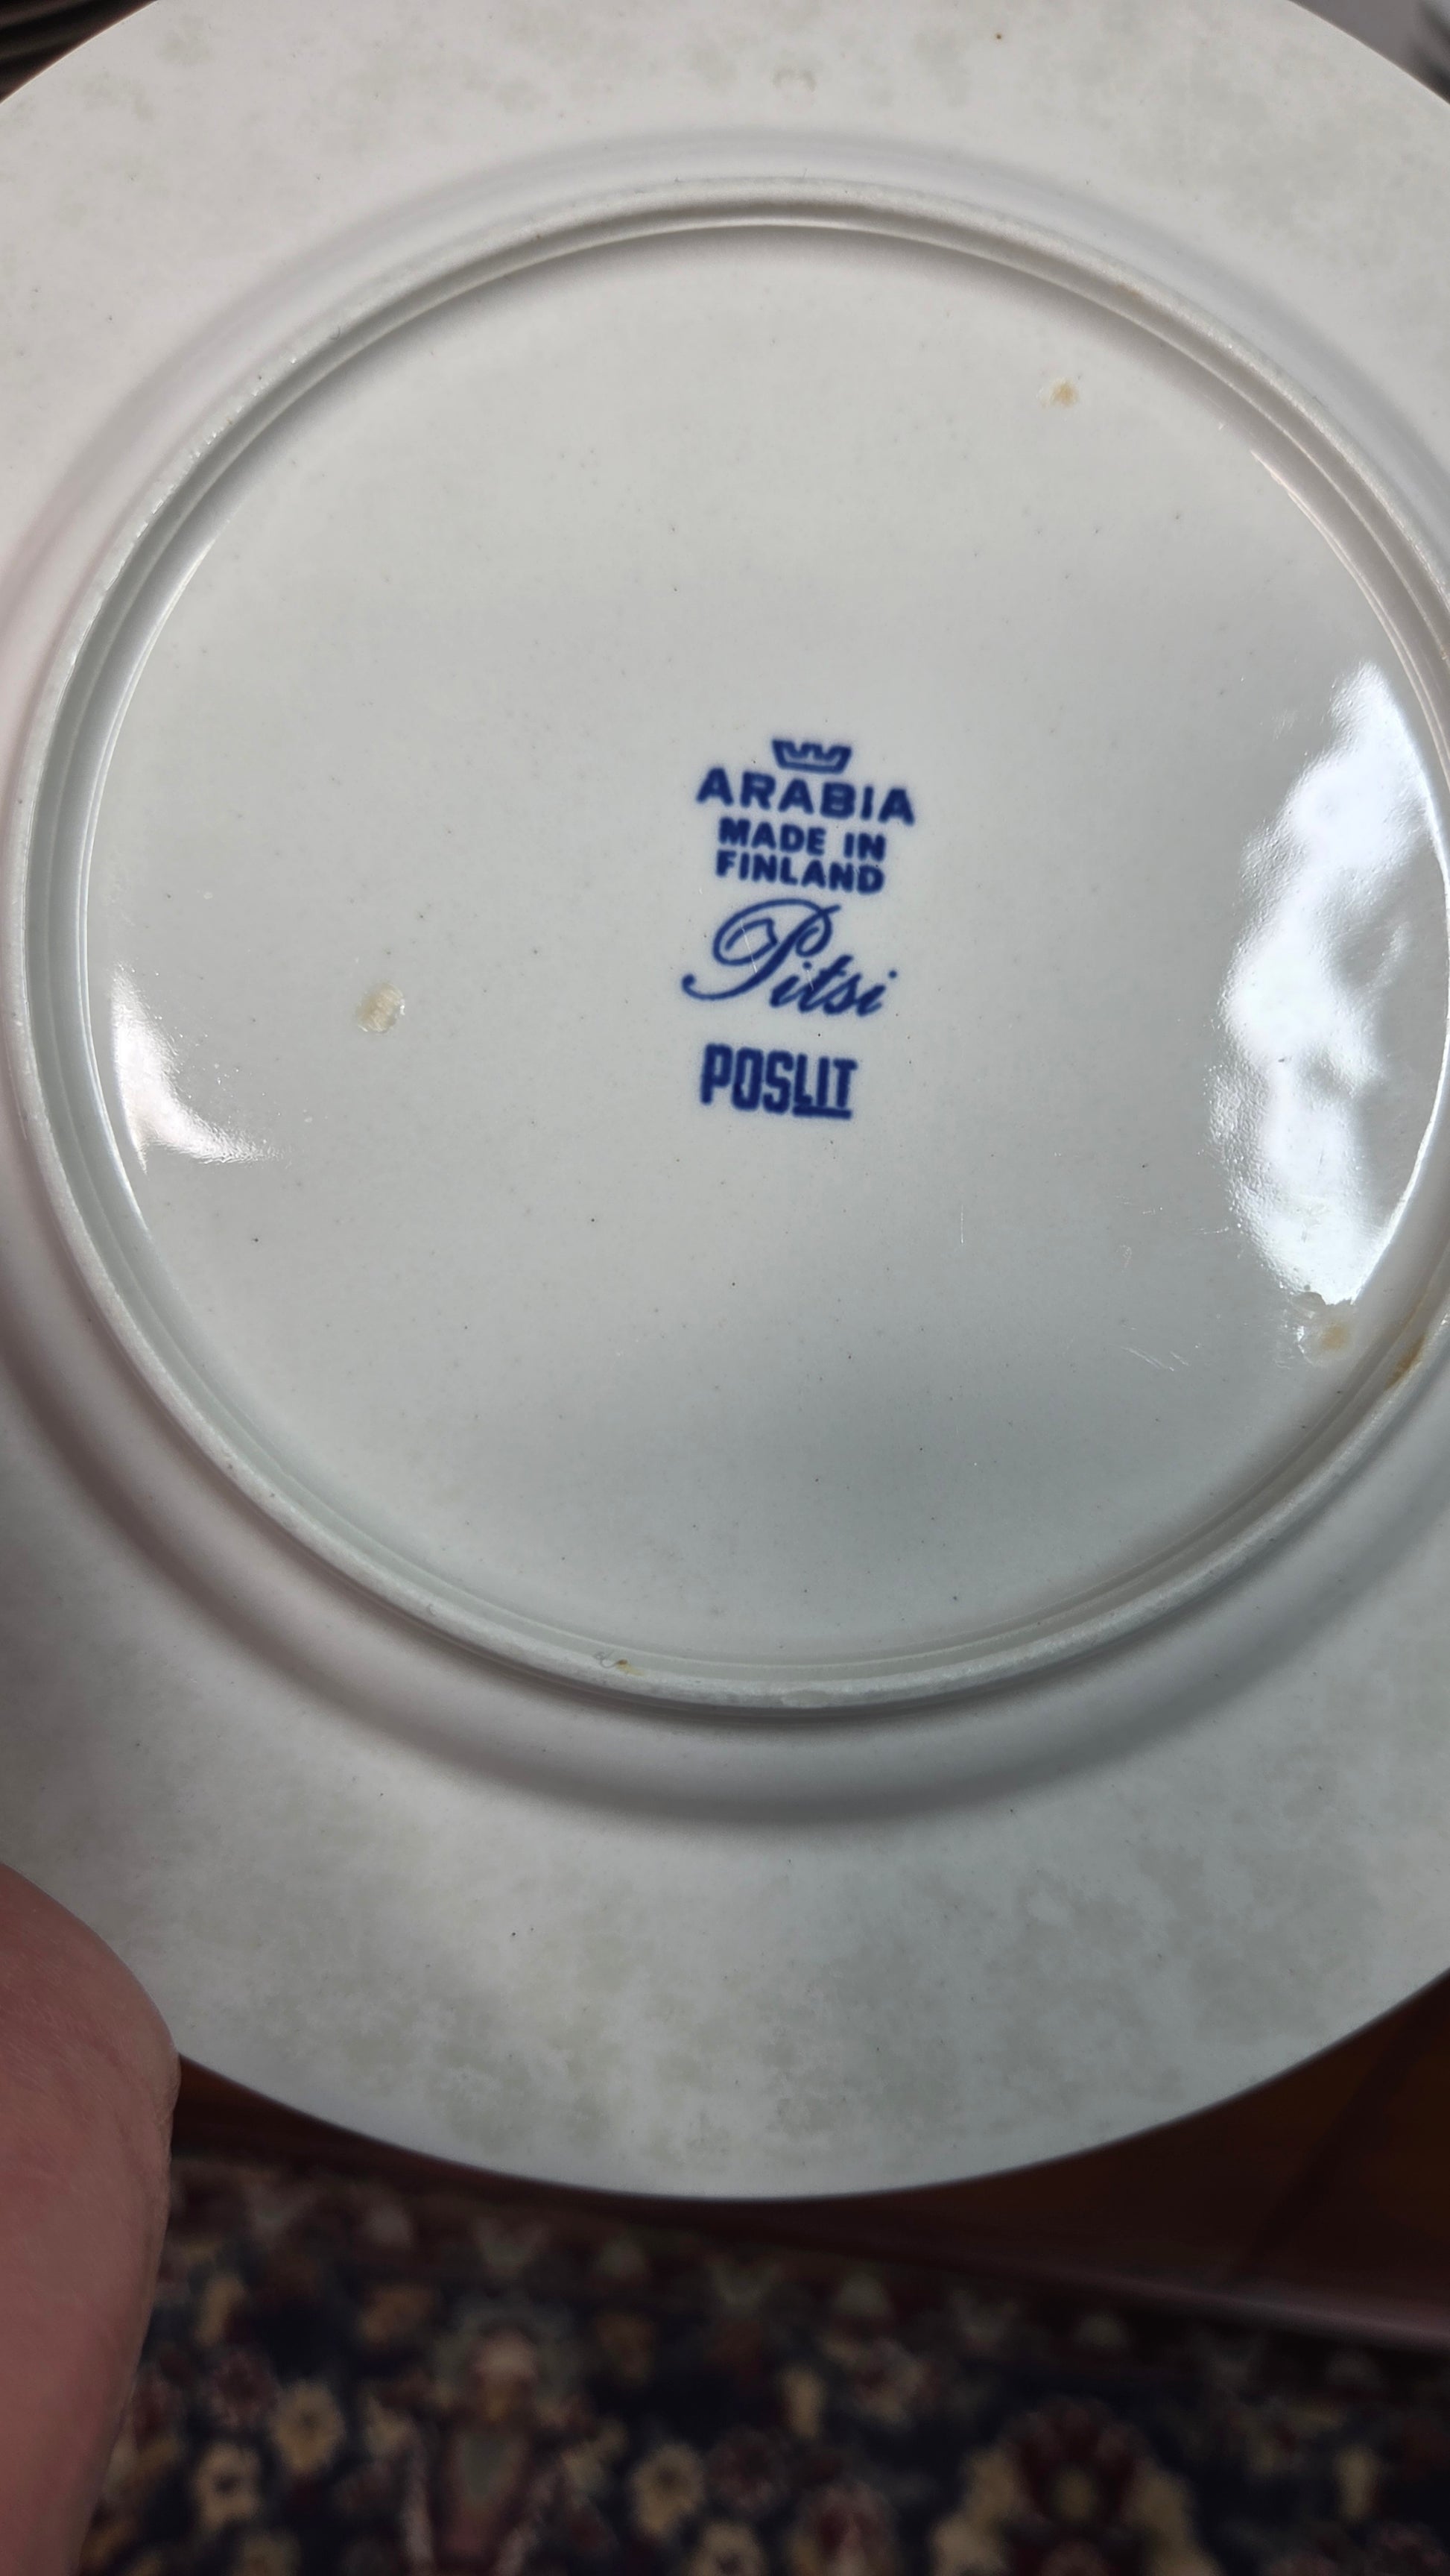 ARABIA
MADE IN
FINLAND
Pitsi
POSLIT